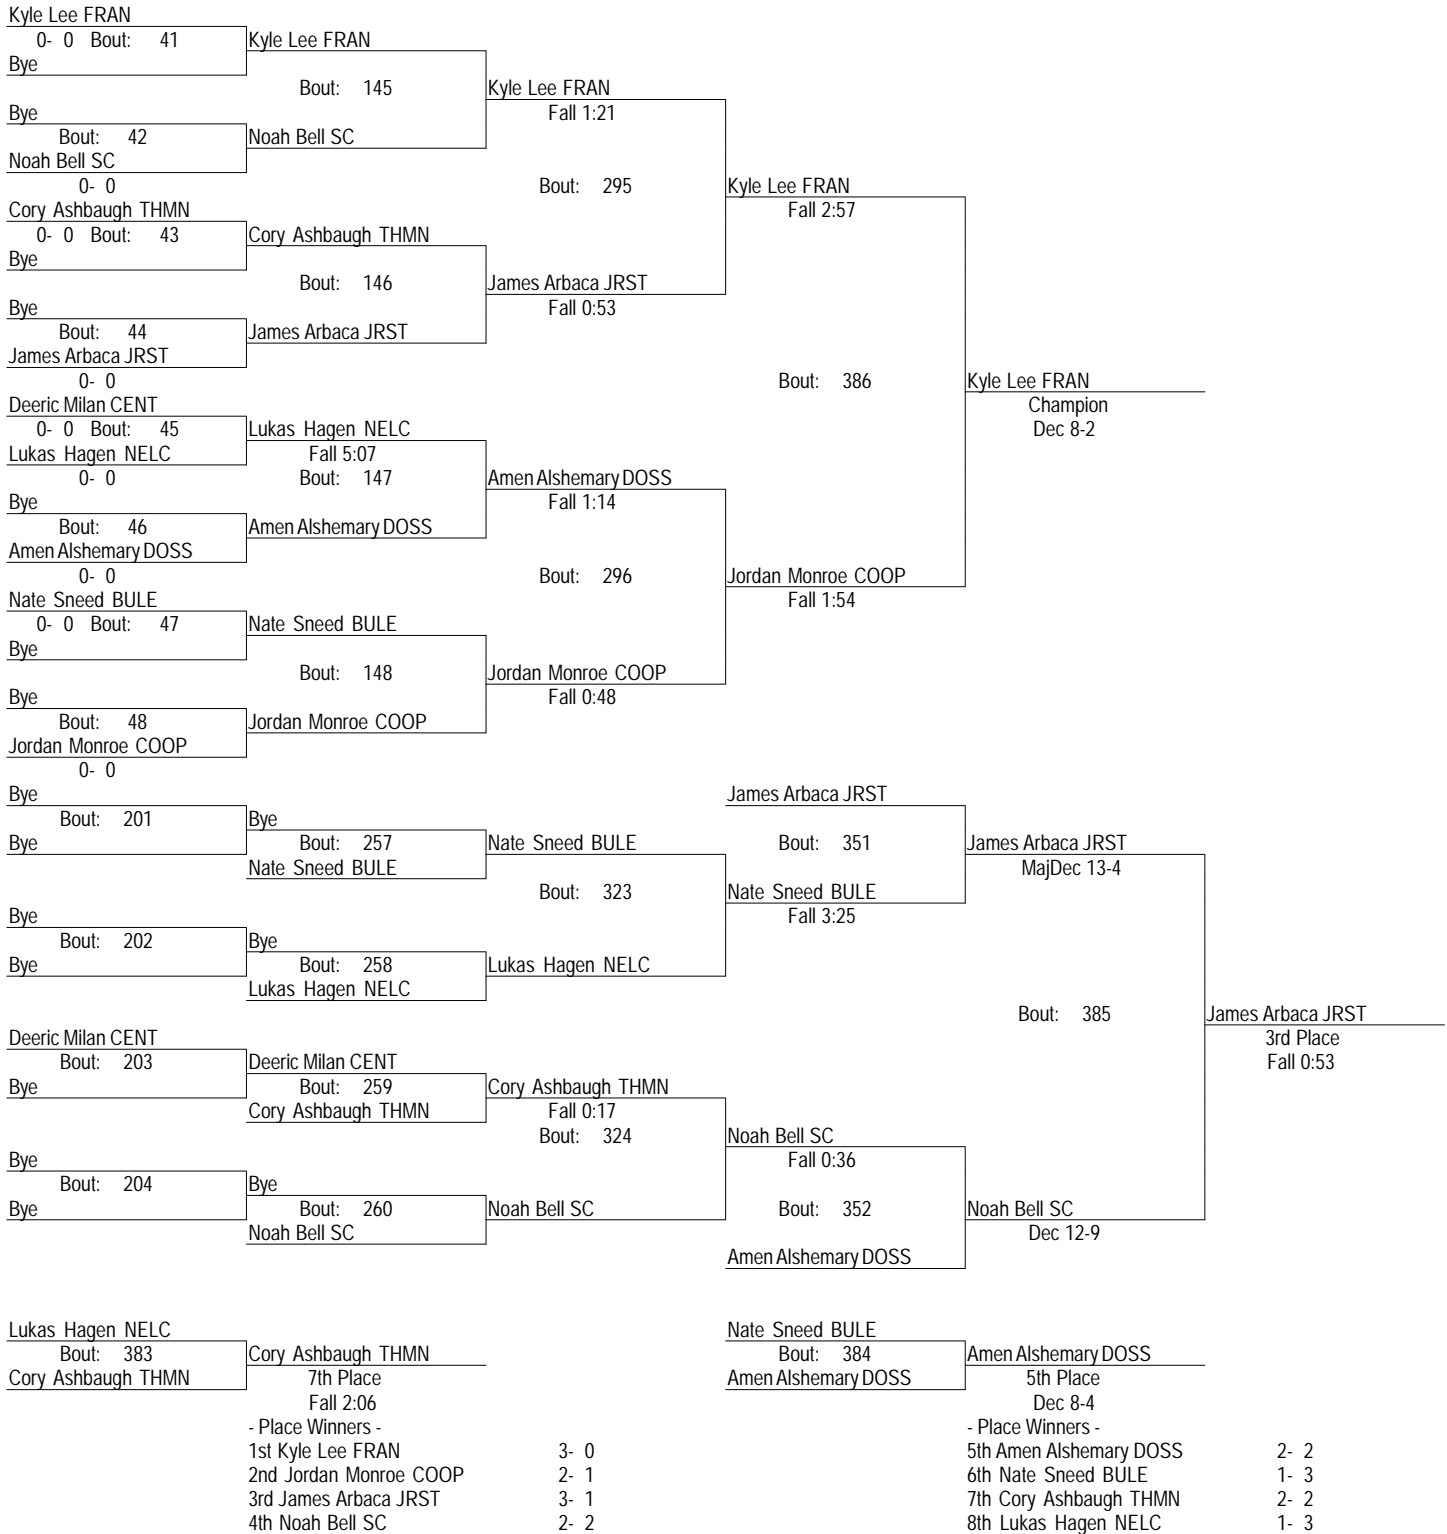 Kyle Lee FRAN
0- 0 Bout: 41 Kyle Lee FRAN
Bye
Bout: 145 Kyle Lee FRAN
Bye Fall 1:21
Bout: 42 Noah Bell SC
Noah Bell SC
0- 0 Bout: 295 Kyle Lee FRAN
Cory Ashbaugh THMN Fall 2:57
0- 0 Bout: 43 Cory Ashbaugh THMN
Bye
Bout: 146 James Arbaca JRST
Bye Fall 0:53
Bout: 44 James Arbaca JRST
James Arbaca JRST
0- 0 Bout: 386 Kyle Lee FRAN
Deeric Milan CENT Champion
0- 0 Bout: 45 Lukas Hagen NELC Dec 8-2
Lukas Hagen NELC Fall 5:07
0- 0 Bout: 147 Amen Alshemary DOSS
Bye Fall 1:14
Bout: 46 Amen Alshemary DOSS
Amen Alshemary DOSS
0- 0 Bout: 296 Jordan Monroe COOP
Nate Sneed BULE Fall 1:54
0- 0 Bout: 47 Nate Sneed BULE
Bye
Bout: 148 Jordan Monroe COOP
Bye Fall 0:48
Bout: 48 Jordan Monroe COOP
Jordan Monroe COOP
0- 0
Bye James Arbaca JRST
Bout: 201 Bye
Bye Bout: 257 Nate Sneed BULE Bout: 351 James Arbaca JRST
Nate Sneed BULE MajDec 13-4
Bout: 323 Nate Sneed BULE
Bye Fall 3:25
Bout: 202 Bye
Bye Bout: 258 Lukas Hagen NELC
Lukas Hagen NELC
Bout: 385 James Arbaca JRST
Deeric Milan CENT 3rd Place
Bout: 203 Deeric Milan CENT Fall 0:53
Bye Bout: 259 Cory Ashbaugh THMN
Cory Ashbaugh THMN Fall 0:17
Bout: 324 Noah Bell SC
Bye Fall 0:36
Bout: 204 Bye
Bye Bout: 260 Noah Bell SC Bout: 352 Noah Bell SC
Noah Bell SC Dec 12-9
Amen Alshemary DOSS
Lukas Hagen NELC Nate Sneed BULE
Bout: 383 Cory Ashbaugh THMN Bout: 384 Amen Alshemary DOSS
Cory Ashbaugh THMN 7th Place Amen Alshemary DOSS 5th Place
Fall 2:06 Dec 8-4
- Place Winners - - Place Winners -
1st Kyle Lee FRAN 3- 0 5th Amen Alshemary DOSS 2- 2
2nd Jordan Monroe COOP 2- 1 6th Nate Sneed BULE 1- 3
3rd James Arbaca JRST 3- 1 7th Cory Ashbaugh THMN 2- 2
4th Noah Bell SC 2- 2 8th Lukas Hagen NELC 1- 3